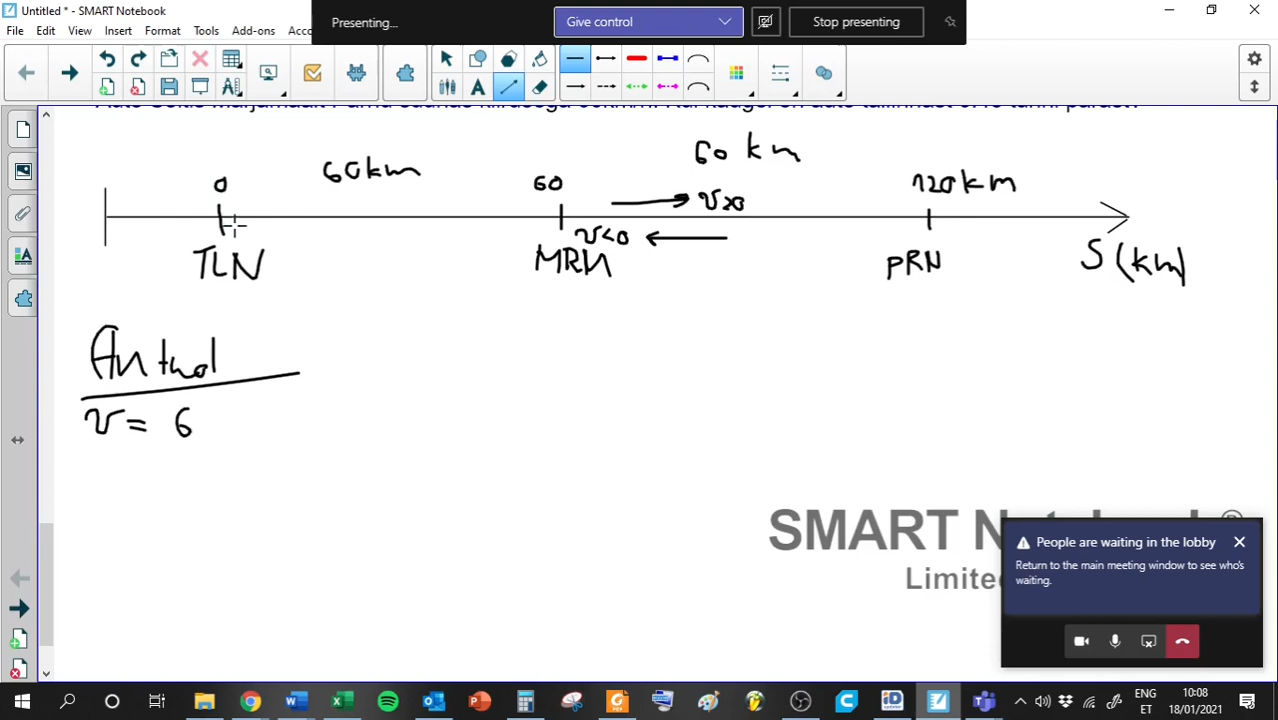 Untitled * - SMART Notebook
Presenting...
Give control
Stop presenting
File Edit View Insert Format Tools Add-ons
60 km
60km
0
60
120km
v>0
v<0
TLN
MRM
PRN
S (km)
Antud
v= 6
SMART
Limite
People are waiting in the lobby
Return to the main meeting window to see who's
waiting.
ENG
ET
10:08
18/01/2021